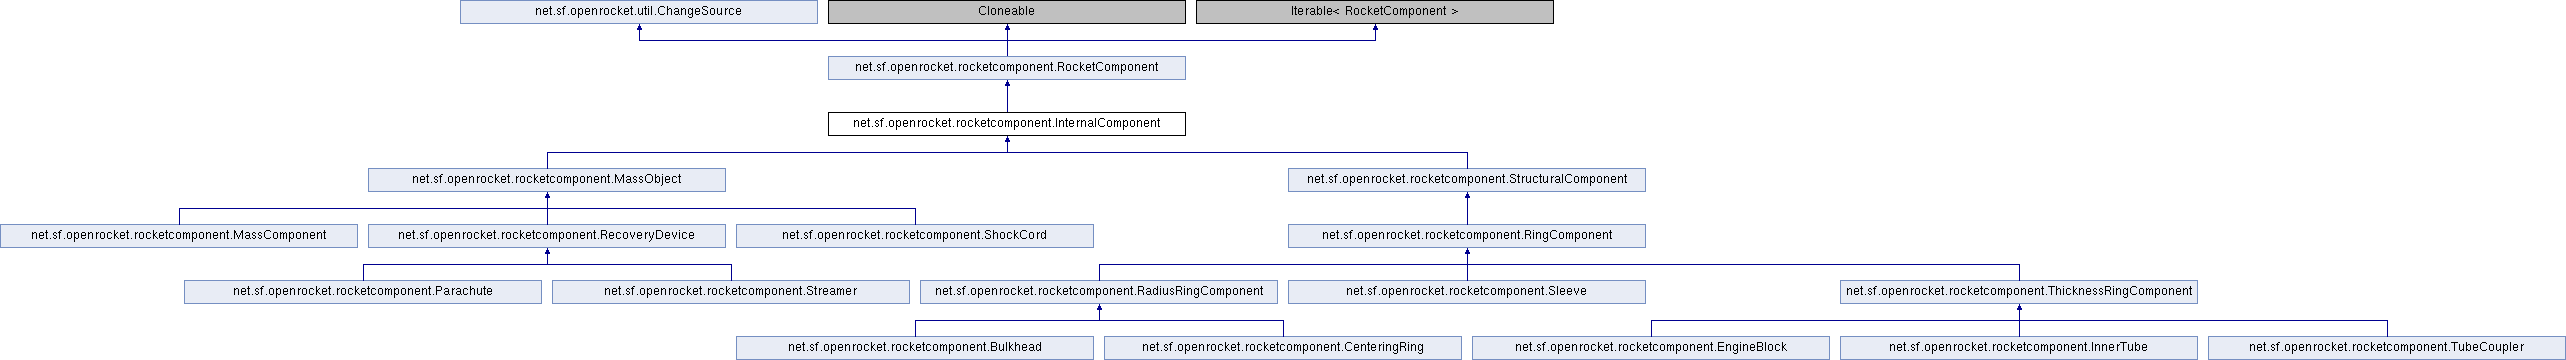 net.sf.openrocket.util.ChangeSource
Cloneable
Iterable< RocketComponent >
net.sf.openrocket.rocketcomponent.RocketComponent
net.sf.openrocket.rocketcomponent.InternalComponent
net.sf.openrocket.rocketcomponent.MassObject
net.sf.openrocket.rocketcomponent.StructuralComponent
net.sf.openrocket.rocketcomponent.MassComponent
net.sf.openrocket.rocketcomponent.RecoveryDevice
net.sf.openrocket.rocketcomponent.ShockCord
net.sf.openrocket.rocketcomponent.RingComponent
net.sf.openrocket.rocketcomponent.Parachute
net.sf.openrocket.rocketcomponent.Streamer
net.sf.openrocket.rocketcomponent.RadiusRingComponent
net.sf.openrocket.rocketcomponent.Sleeve
net.sf.openrocket.rocketcomponent.ThicknessRingComponent
net.sf.openrocket.rocketcomponent.Bulkhead
net.sf.openrocket.rocketcomponent.CenteringRing
net.sf.openrocket.rocketcomponent.EngineBlock
net.sf.openrocket.rocketcomponent.InnerTube
net.sf.openrocket.rocketcomponent.TubeCoupler